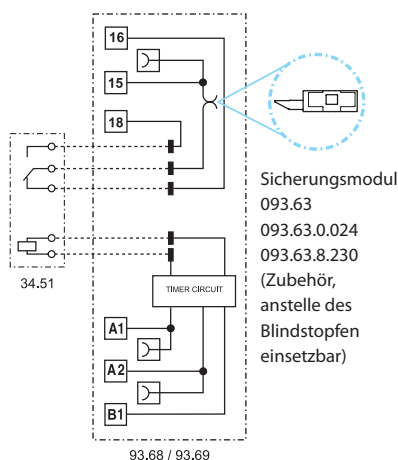 16
15
18
34.51
TIMER CIRCUIT
A1
A2
B1
93.68 / 93.69
Sicherungsmodul
093.63
093.63.0.024
093.63.8.230
(Zubehör,
anstelle des
Blindstopfen
einsetzbar)